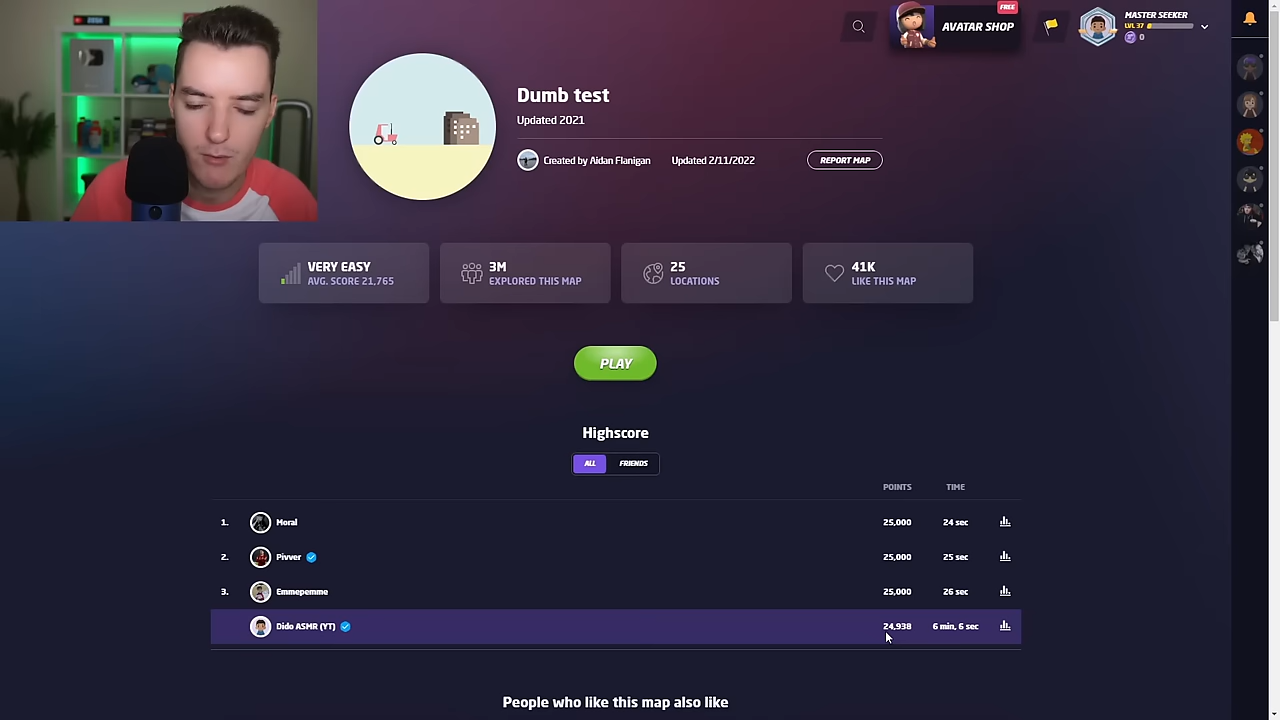 FREE
AVATAR SHOP
MASTER SEEKER
LVL 37
0
Dumb test
Updated 2021
Created by Aidan Flanigan
Updated 2/11/2022
REPORT MAP
VERY EASY
AVG. SCORE 21,765
3M
EXPLORED THIS MAP
25
LOCATIONS
41K
LIKE THIS MAP
PLAY
Highscore
ALL
FRIENDS
POINTS
TIME
1. Moral 25,000 24 sec
2. Pivver 25,000 25 sec
3. Emmepemme 25,000 26 sec
Dido ASMR (YT) 24,938 6 min, 6 sec
People who like this map also like